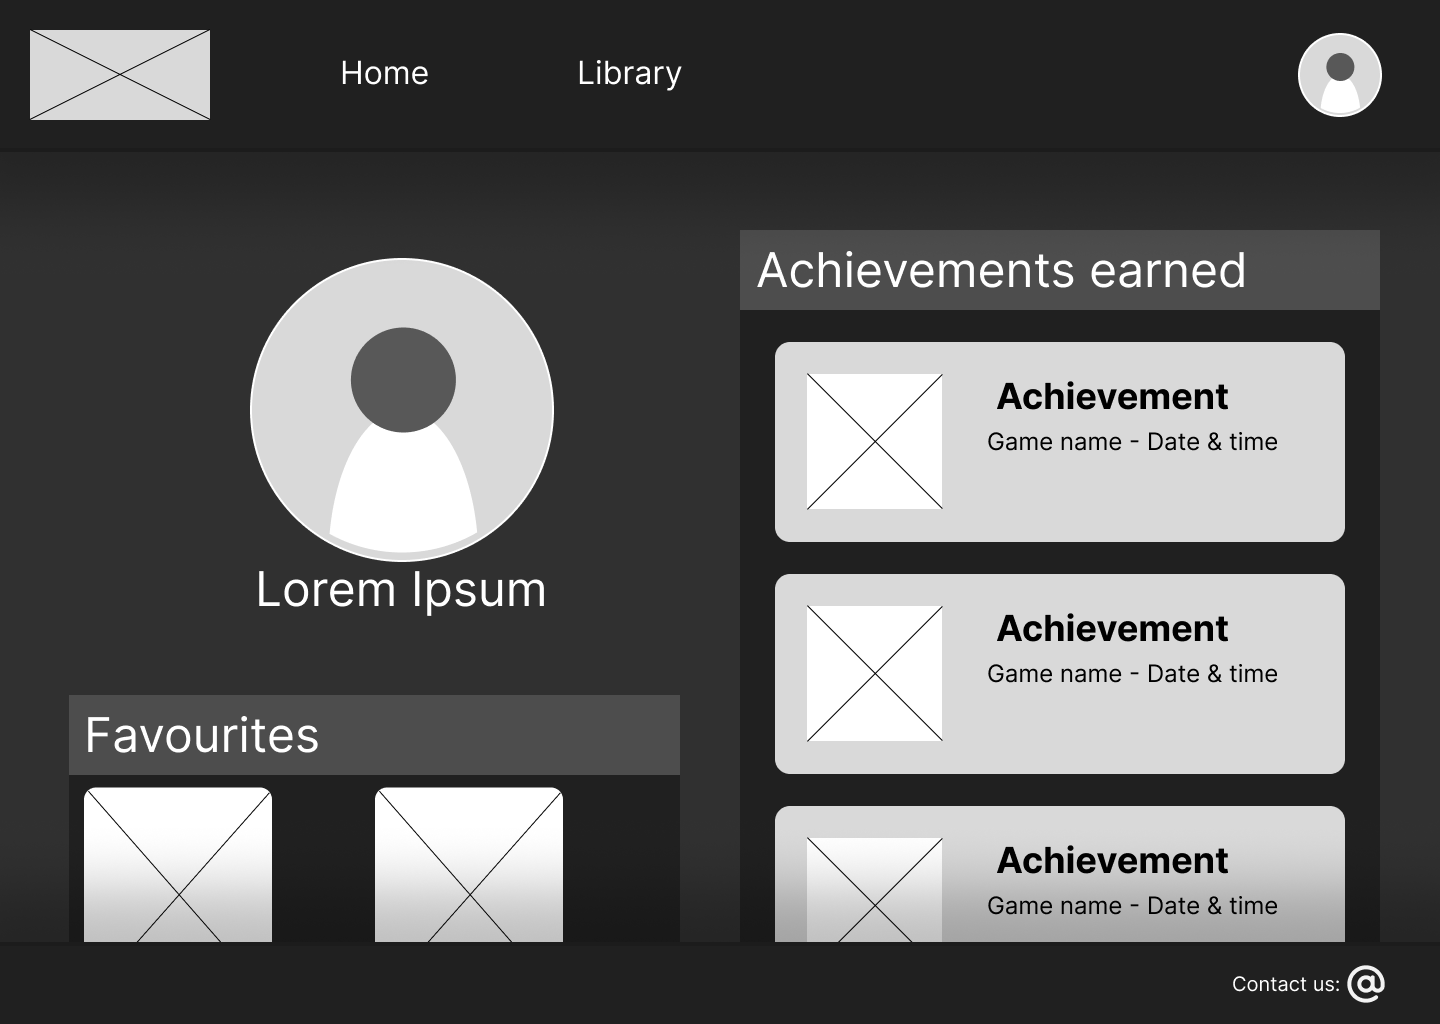 Home
Library
Lorem Ipsum
Favourites
Achievements earned
Achievement
Game name - Date & time
Achievement
Game name - Date & time
Achievement
Game name - Date & time
Contact us: @